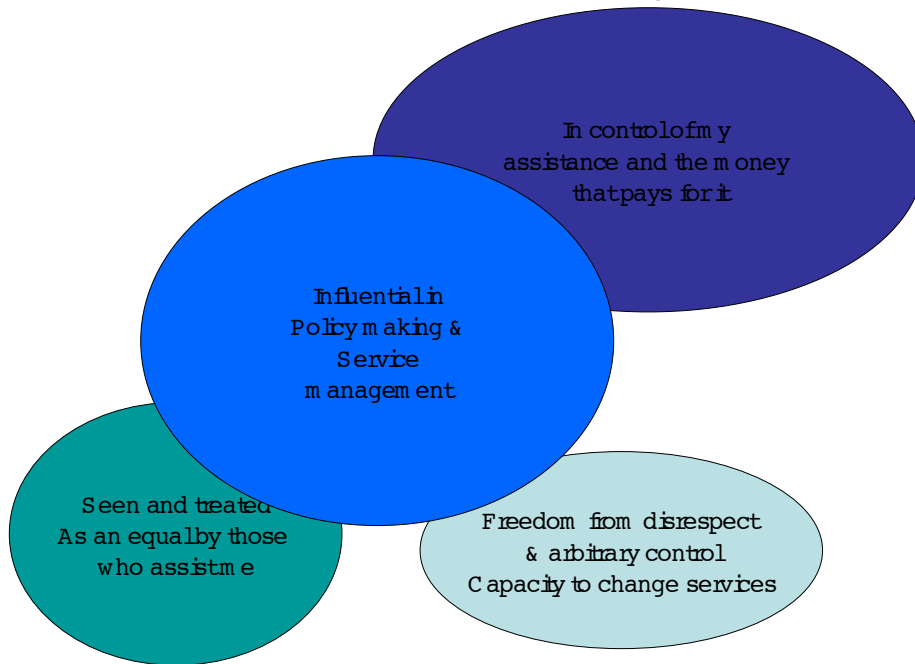 In control of my
assistance and the money
that pays for it
Influential in
Policy making &
Service
management
Seen and treated
As an equal by those
who assist me
Freedom from disrespect
& arbitrary control
Capacity to change services